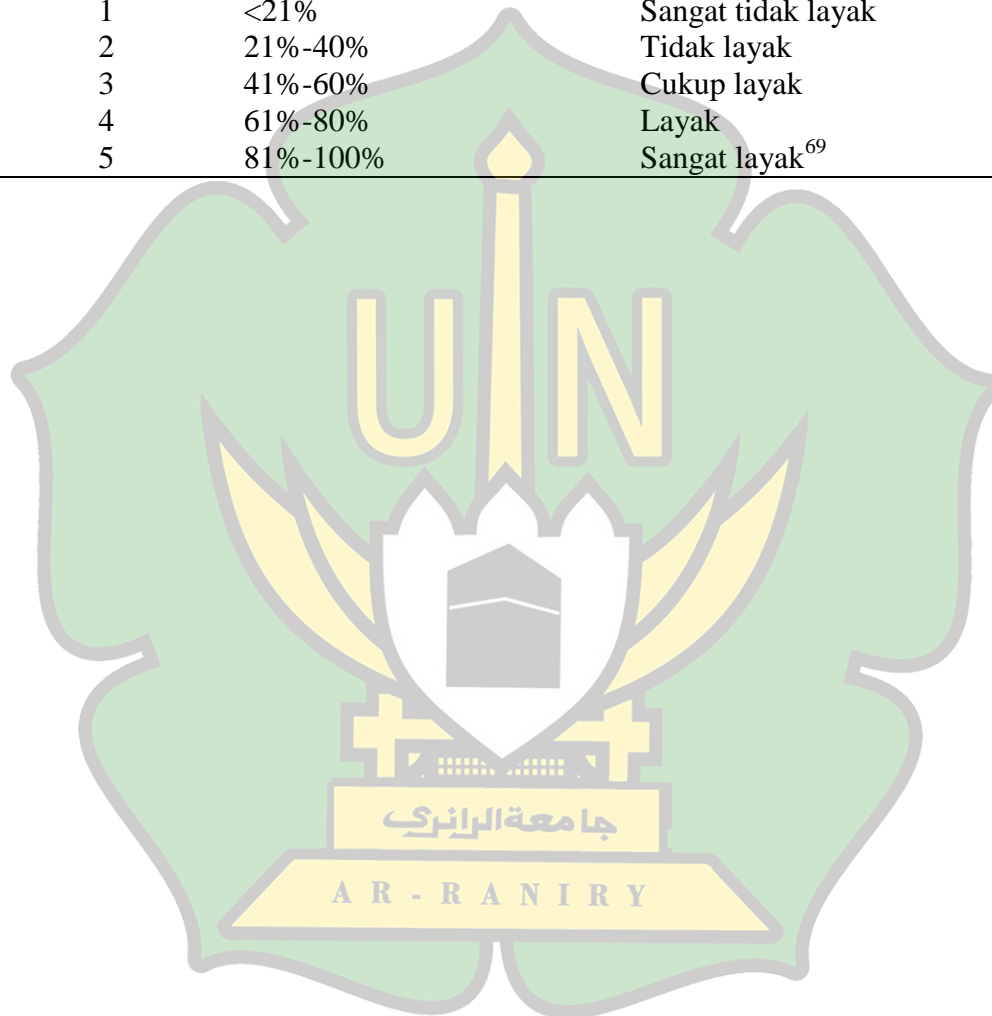 1 <21% Sangat tidak layak
2 21%-40% Tidak layak
3 41%-60% Cukup layak
4 61%-80% Layak
5 81%-100% Sangat layak69
UIN
جامعة الرانري
AR-RANIRY